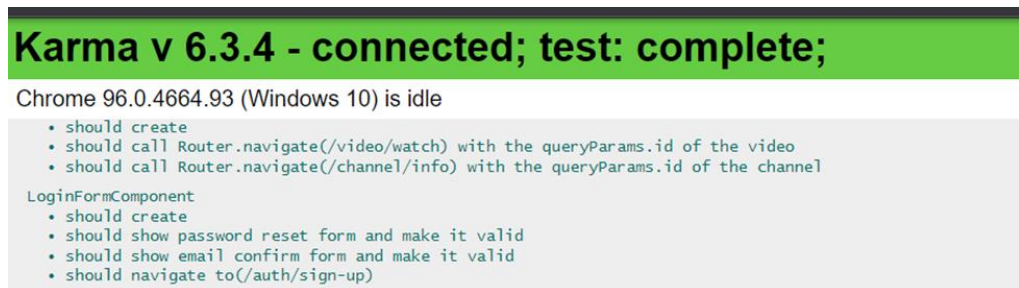 Karma v 6.3.4 - connected; test: complete;
Chrome 96.0.4664.93 (Windows 10) is idle
• should create
• should call Router.navigate(/video/watch) with the queryParams.id of the video
• should call Router.navigate(/channel/info) with the queryParams.id of the channel
LoginFormComponent
• should create
• should show password reset form and make it valid
• should show email confirm form and make it valid
• should navigate to(/auth/sign-up)